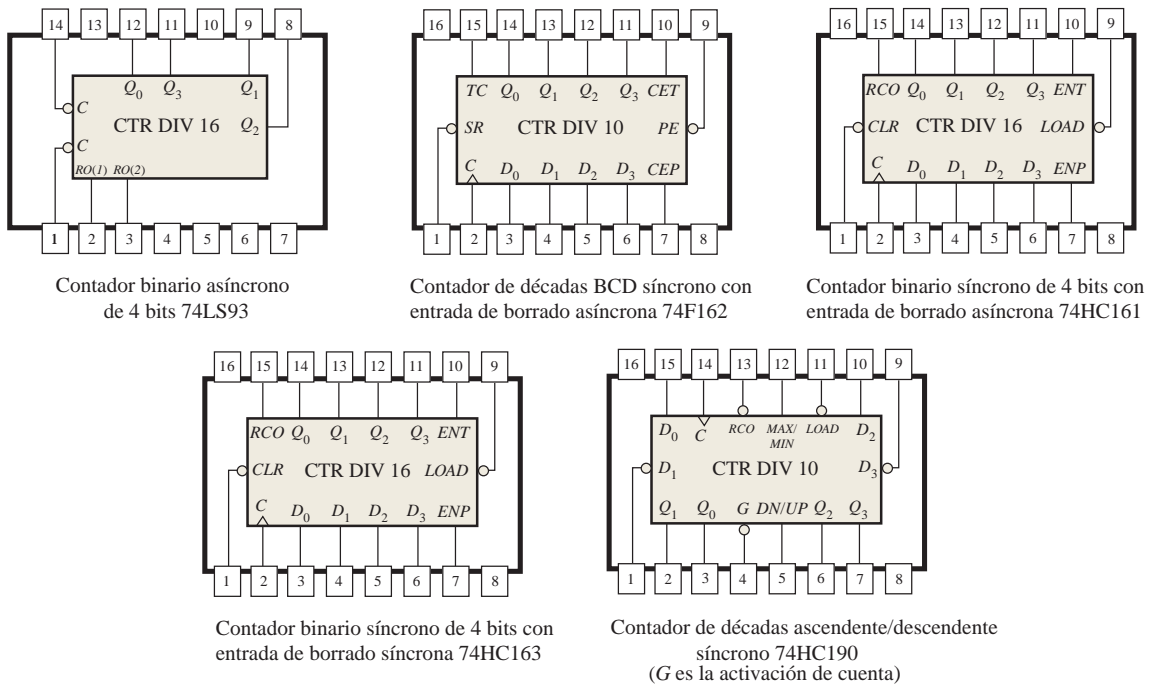 14 13 12 11 10 9 8
Q0 Q3 Q1
C
CTR DIV 16 Q2
C
RO(1) RO(2)
1 2 3 4 5 6 7
Contador binario asíncrono
de 4 bits 74LS93
16 15 14 13 12 11 10 9
TC Q0 Q1 Q2 Q3 CET
SR CTR DIV 10 PE
C D0 D1 D2 D3 CEP
1 2 3 4 5 6 7 8
Contador de décadas BCD síncrono con
entrada de borrado asíncrona 74F162
16 15 14 13 12 11 10 9
RCO Q0 Q1 Q2 Q3 ENT
CLR CTR DIV 16 LOAD
C D0 D1 D2 D3 ENP
1 2 3 4 5 6 7 8
Contador binario síncrono de 4 bits con
entrada de borrado asíncrona 74HC161
16 15 14 13 12 11 10 9
RCO Q0 Q1 Q2 Q3 ENT
CLR CTR DIV 16 LOAD
C D0 D1 D2 D3 ENP
1 2 3 4 5 6 7 8
Contador binario síncrono de 4 bits con
entrada de borrado síncrona 74HC163
16 15 14 13 12 11 10 9
D0 C RCO MAX/ LOAD D2
MIN
D1 CTR DIV 10 D3
Q1 Q0 G DN/UP Q2 Q3
1 2 3 4 5 6 7 8
Contador de décadas ascendente/descendente
síncrono 74HC190
(G es la activación de cuenta)